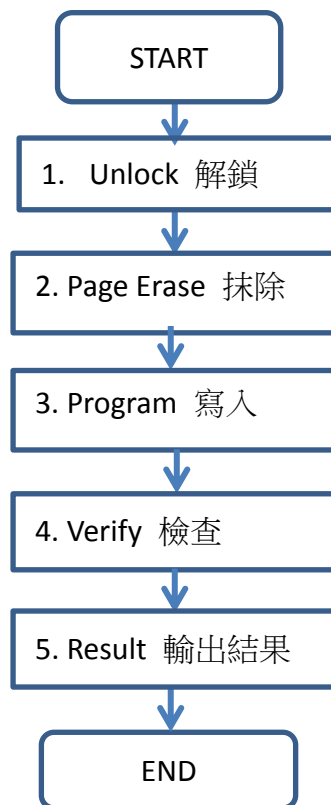 START
1. Unlock 解鎖
2. Page Erase 抹除
3. Program 寫入
4. Verify 檢查
5. Result 輸出結果
END